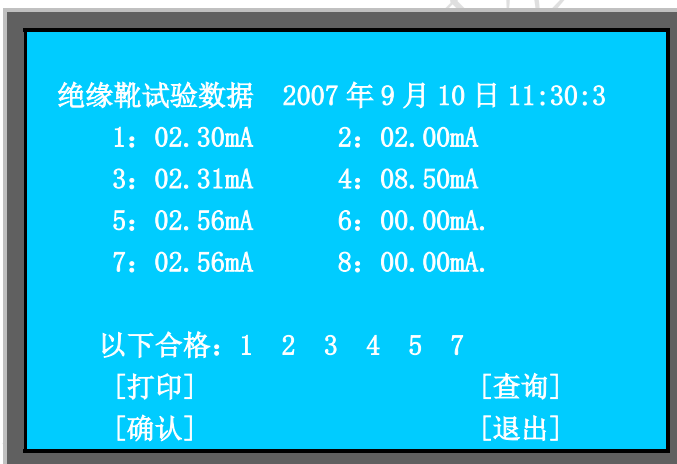 绝缘靴试验数据 2007年9月10日 11:30:3
1: 02.30mA 2: 02.00mA
3: 02.31mA 4: 08.50mA
5: 02.56mA 6: 00.00mA.
7: 02.56mA 8: 00.00mA.
以下合格: 1 2 3 4 5 7
[打印] [查询]
[确认] [退出]